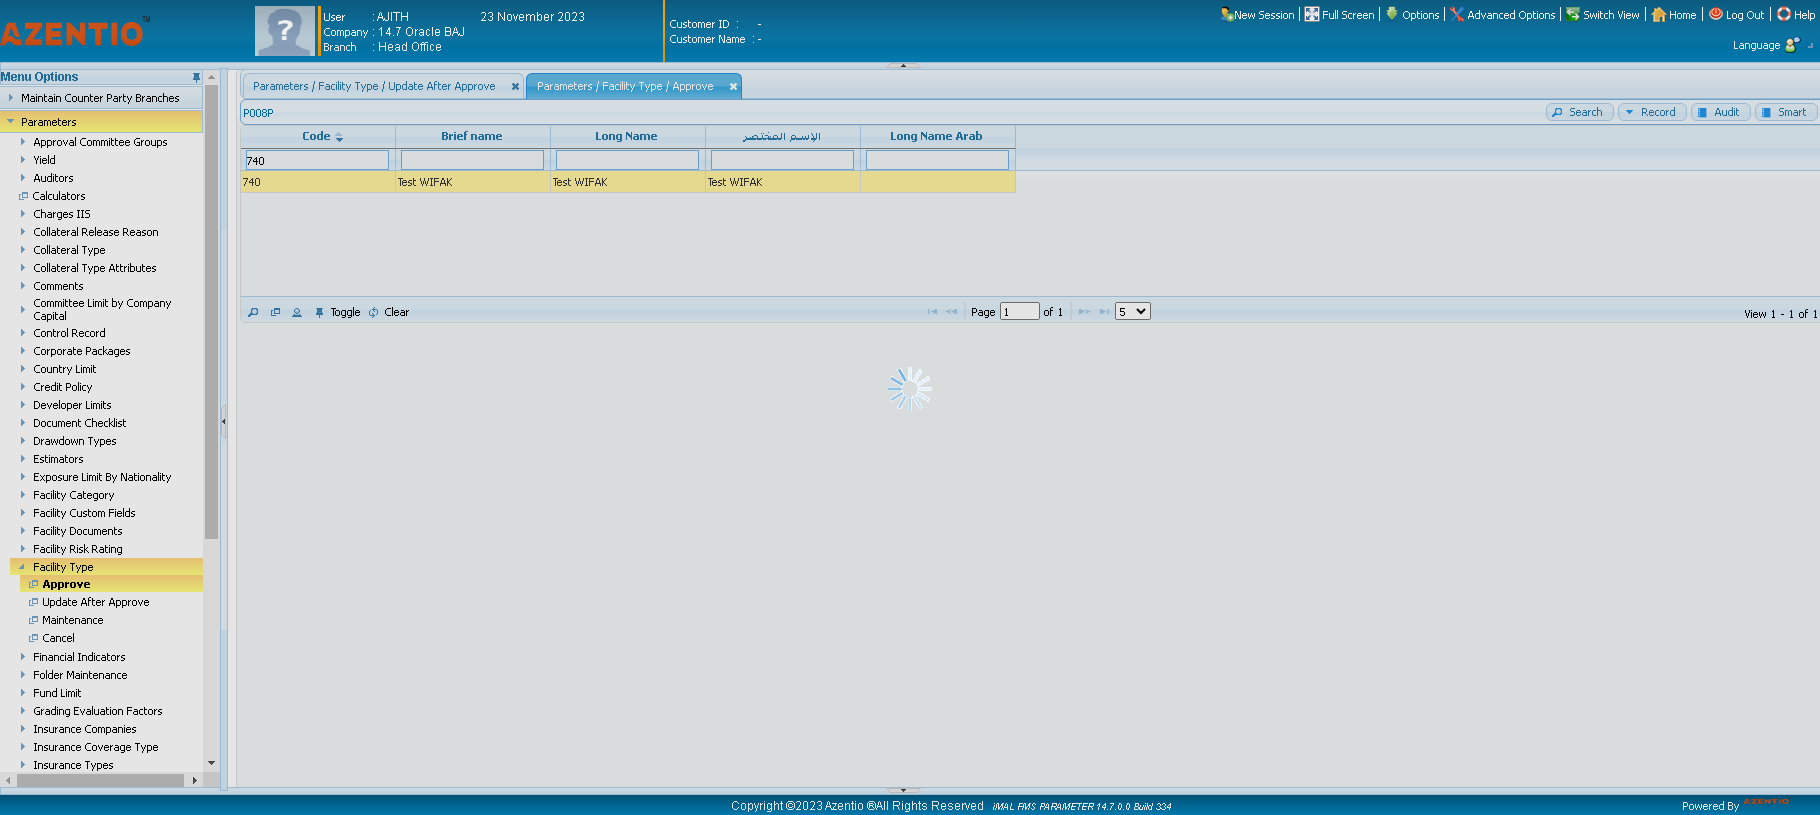 AZENTIO™
User : AJITH 23 November 2023
Company : 14.7 Oracle BAJ
Branch : Head Office
Customer ID : -
Customer Name : -
New Session Full Screen Options Advanced Options Switch View Home Log Out Help
Language
Menu Options
Maintain Counter Party Branches
Parameters
Approval Committee Groups
Yield
Auditors
Calculators
Charges IIS
Collateral Release Reason
Collateral Type
Collateral Type Attributes
Comments
Committee Limit by Company
Capital
Control Record
Corporate Packages
Country Limit
Credit Policy
Developer Limits
Document Checklist
Drawdown Types
Estimators
Exposure Limit By Nationality
Facility Category
Facility Custom Fields
Facility Documents
Facility Risk Rating
Facility Type
Approve
Update After Approve
Maintenance
Cancel
Financial Indicators
Folder Maintenance
Fund Limit
Grading Evaluation Factors
Insurance Companies
Insurance Coverage Type
Insurance Types
Parameters / Facility Type / Update After Approve
Parameters / Facility Type / Approve
P008P
Search Record Audit Smart
Code Brief name Long Name الإسم المختصر Long Name Arab
740
740 Test WIFAK Test WIFAK Test WIFAK
Toggle Clear
Page 1 of 1 5
View 1 - 1 of 1
Copyright ©2023 Azentio ®All Rights Reserved iMAL PMS PARAMETER 14.7.0.0 Build 334
Powered By AZENTIO